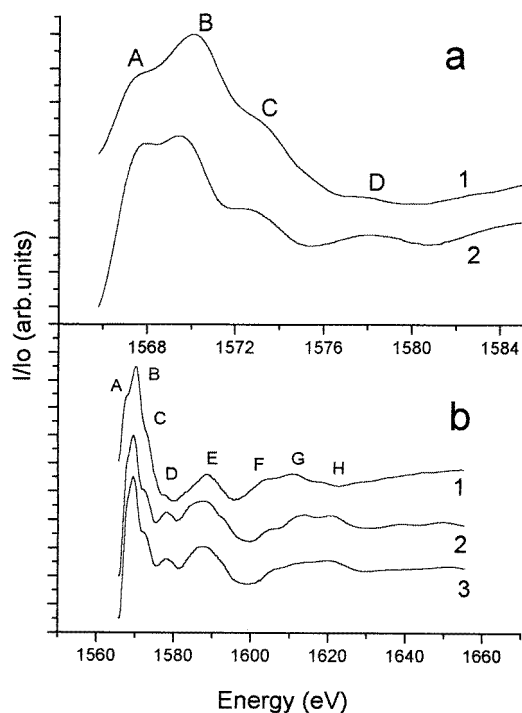 a
A
B
C
D
1
2
1568 1572 1576 1580 1584
I/Io (arb.units)
b
A
B
C
D
E
F
G
H
1
2
3
1560 1580 1600 1620 1640 1660
Energy (eV)